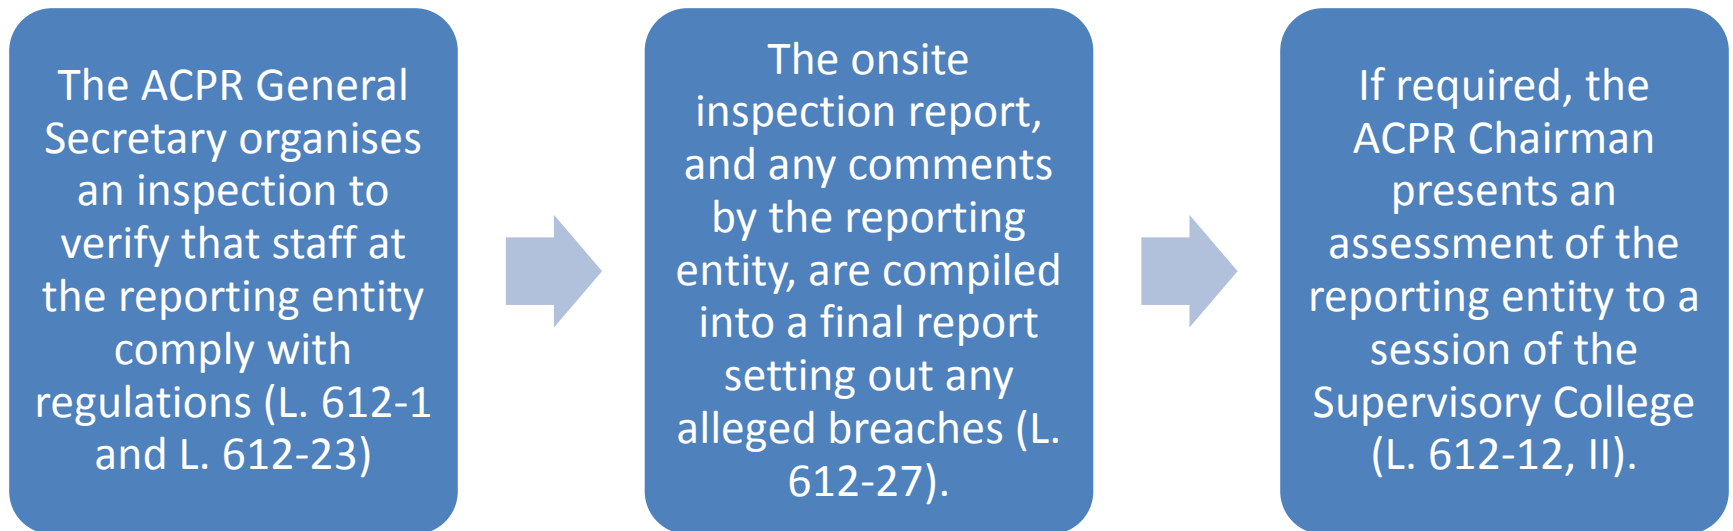 The ACPR General
Secretary organises
an inspection to
verify that staff at
the reporting entity
comply with
regulations (L. 612-1
and L. 612-23)
The onsite
inspection report,
and any comments
by the reporting
entity, are compiled
into a final report
setting out any
alleged breaches (L.
612-27).
If required, the
ACPR Chairman
presents an
assessment of the
reporting entity to a
session of the
Supervisory College
(L. 612-12, II).